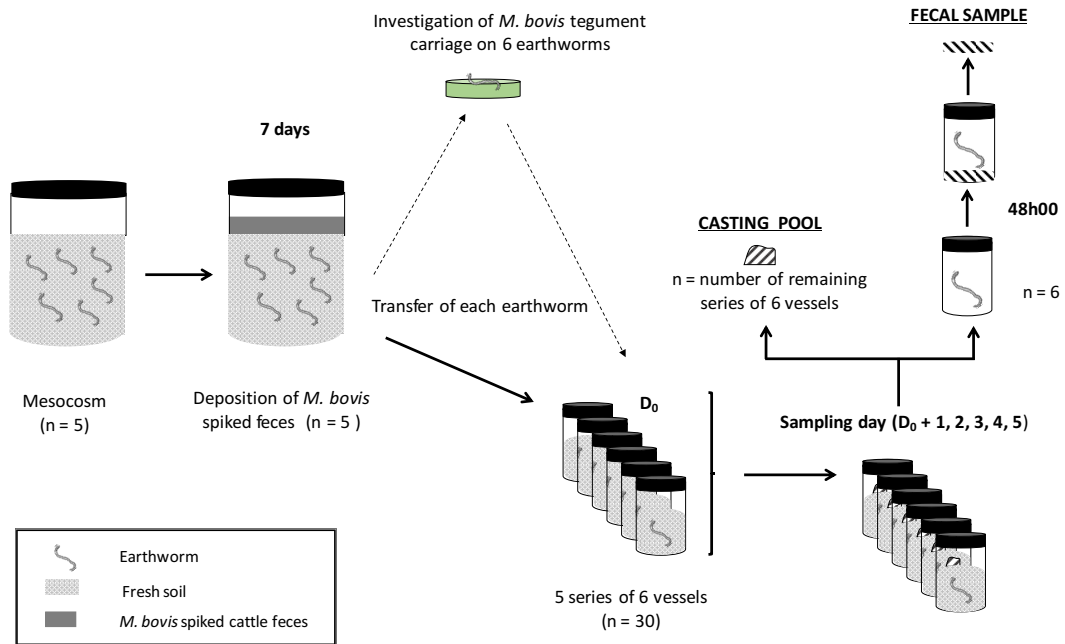 FECAL SAMPLE
Investigation of M. bovis tegument
carriage on 6 earthworms
7 days
48h00
CASTING POOL
n = number of remaining
series of 6 vessels
n = 6
Transfer of each earthworm
Mesocosm
(n = 5)
Deposition of M. bovis
spiked feces (n = 5 )
D0
Sampling day (D0 + 1, 2, 3, 4, 5)
5 series of 6 vessels
(n = 30)
Earthworm
Fresh soil
M. bovis spiked cattle feces